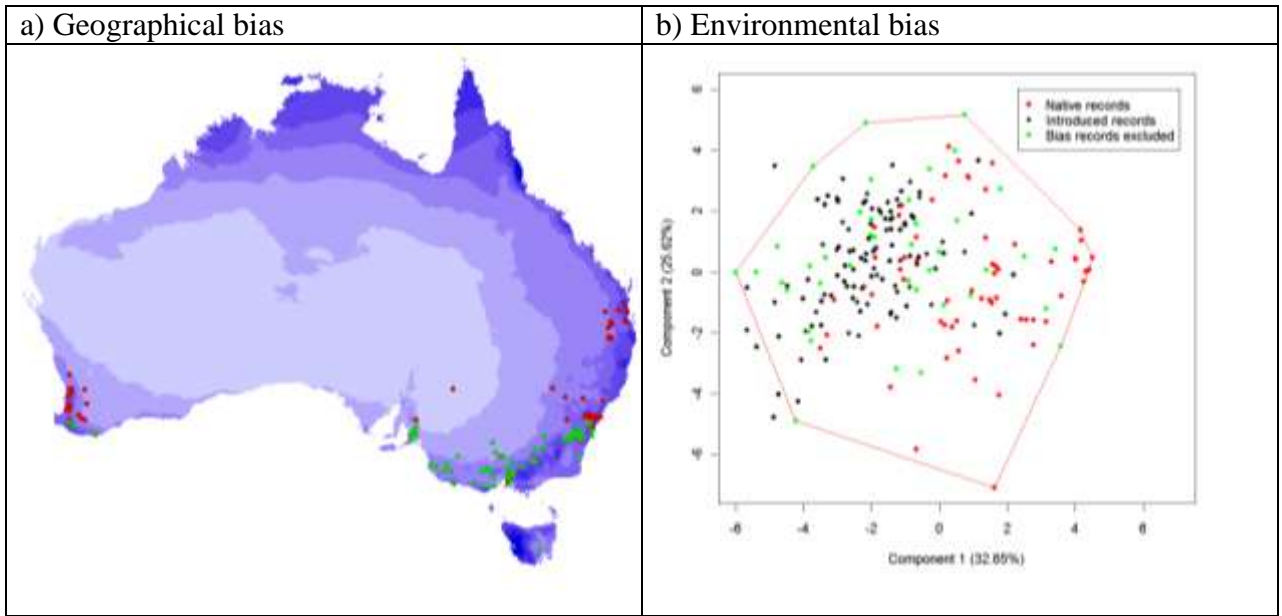 a) Geographical bias
b) Environmental bias
Native records
Introduced records
Bias records excluded
6
4
2
0
-2
-4
-6
Component 2 (25.62%)
-6
-4
-2
0
2
4
6
Component 1 (32.85%)